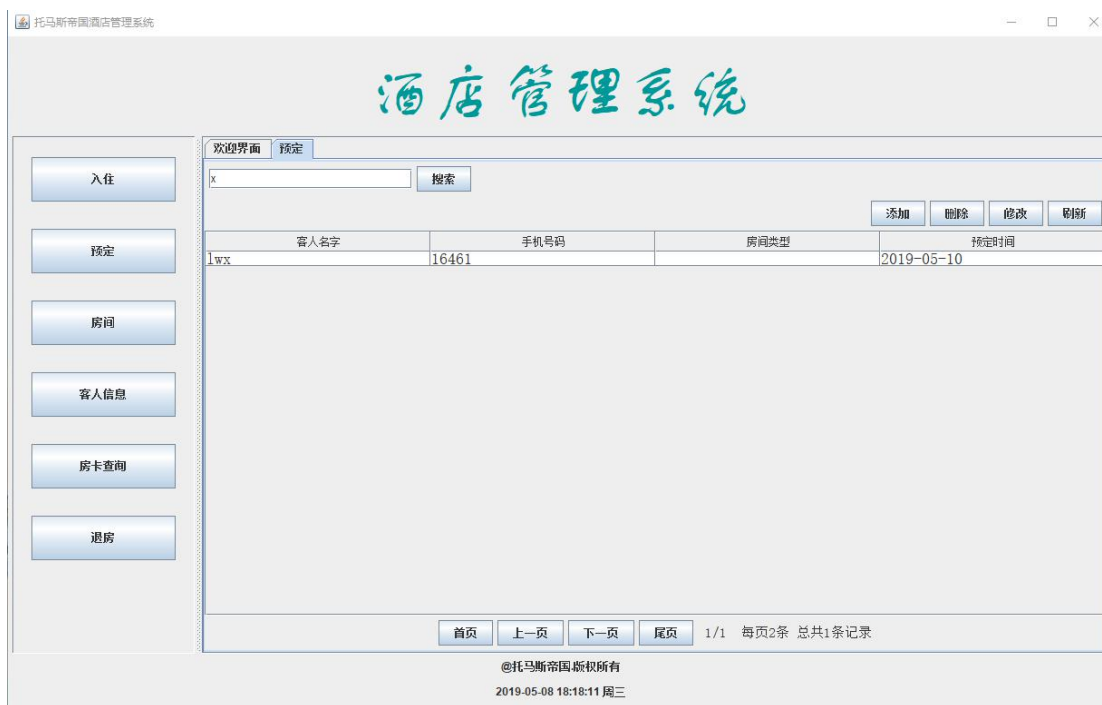 托马斯帝国酒店管理系统
酒店管理系统
欢迎界面 预定
入住
x 搜索
添加 删除 修改 刷新
预定
客人名字 手机号码 房间类型 预定时间
lwx 16461 2019-05-10
房间
客人信息
房卡查询
退房
首页 上一页 下一页 尾页 1/1 每页2条 总共1条记录
@托马斯帝国.版权所有
2019-05-08 18:18:11 周三